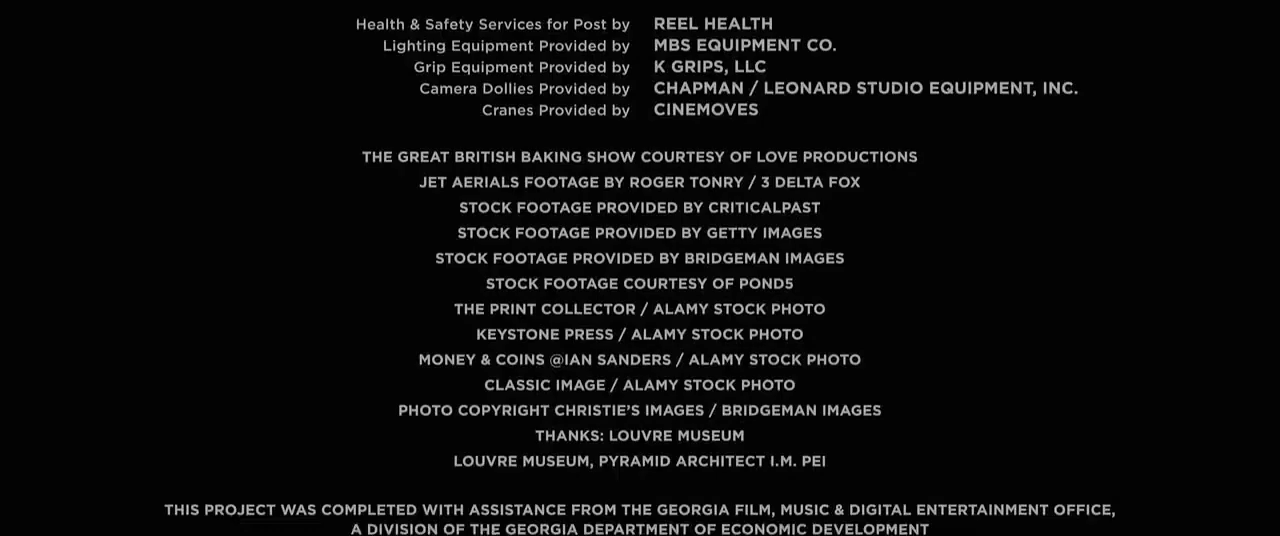 Health & Safety Services for Post by REEL HEALTH
Lighting Equipment Provided by MBS EQUIPMENT CO.
Grip Equipment Provided by K GRIPS, LLC
Camera Dollies Provided by CHAPMAN / LEONARD STUDIO EQUIPMENT, INC.
Cranes Provided by CINEMOVES
THE GREAT BRITISH BAKING SHOW COURTESY OF LOVE PRODUCTIONS
JET AERIALS FOOTAGE BY ROGER TONRY / 3 DELTA FOX
STOCK FOOTAGE PROVIDED BY CRITICALPAST
STOCK FOOTAGE PROVIDED BY GETTY IMAGES
STOCK FOOTAGE PROVIDED BY BRIDGEMAN IMAGES
STOCK FOOTAGE COURTESY OF POND5
THE PRINT COLLECTOR / ALAMY STOCK PHOTO
KEYSTONE PRESS / ALAMY STOCK PHOTO
MONEY & COINS @IAN SANDERS / ALAMY STOCK PHOTO
CLASSIC IMAGE / ALAMY STOCK PHOTO
PHOTO COPYRIGHT CHRISTIE'S IMAGES / BRIDGEMAN IMAGES
THANKS: LOUVRE MUSEUM
LOUVRE MUSEUM, PYRAMID ARCHITECT I.M. PEI
THIS PROJECT WAS COMPLETED WITH ASSISTANCE FROM THE GEORGIA FILM, MUSIC & DIGITAL ENTERTAINMENT OFFICE,
A DIVISION OF THE GEORGIA DEPARTMENT OF ECONOMIC DEVELOPMENT